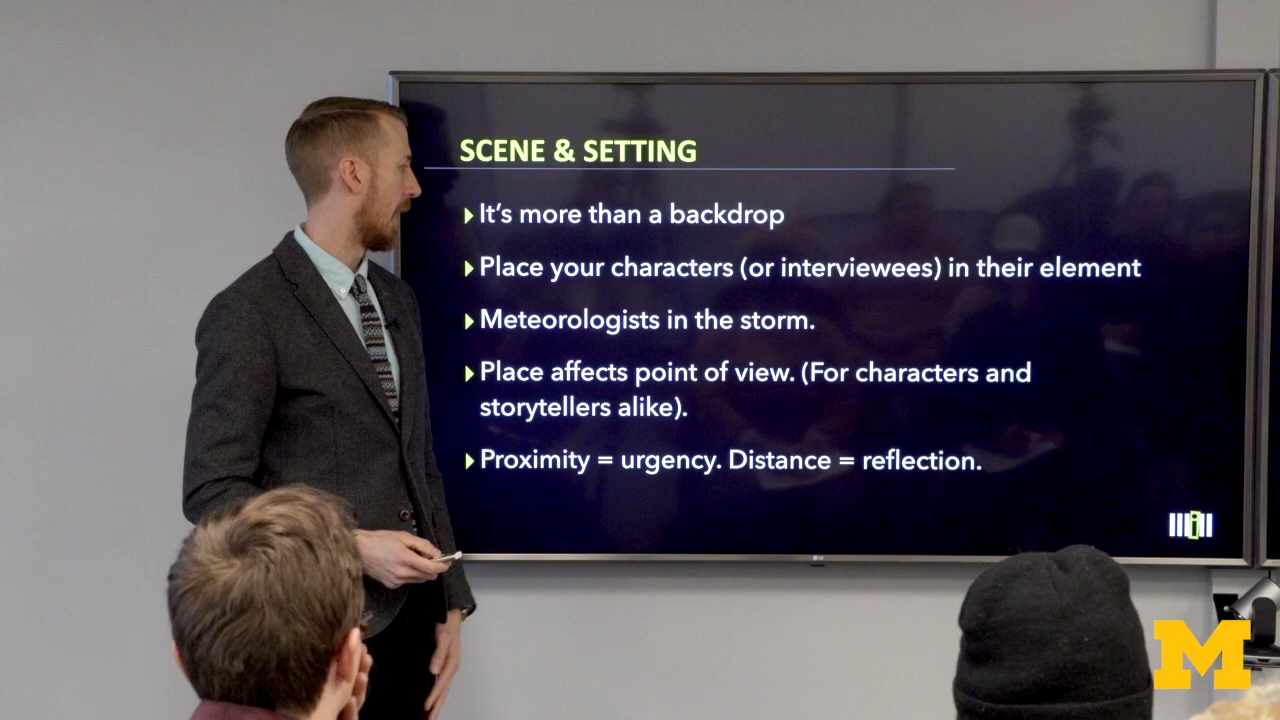 SCENE & SETTING
It's more than a backdrop
Place your characters (or interviewees) in their element
Meteorologists in the storm.
Place affects point of view. (For characters and
storytellers alike).
Proximity = urgency. Distance = reflection.
LG
M